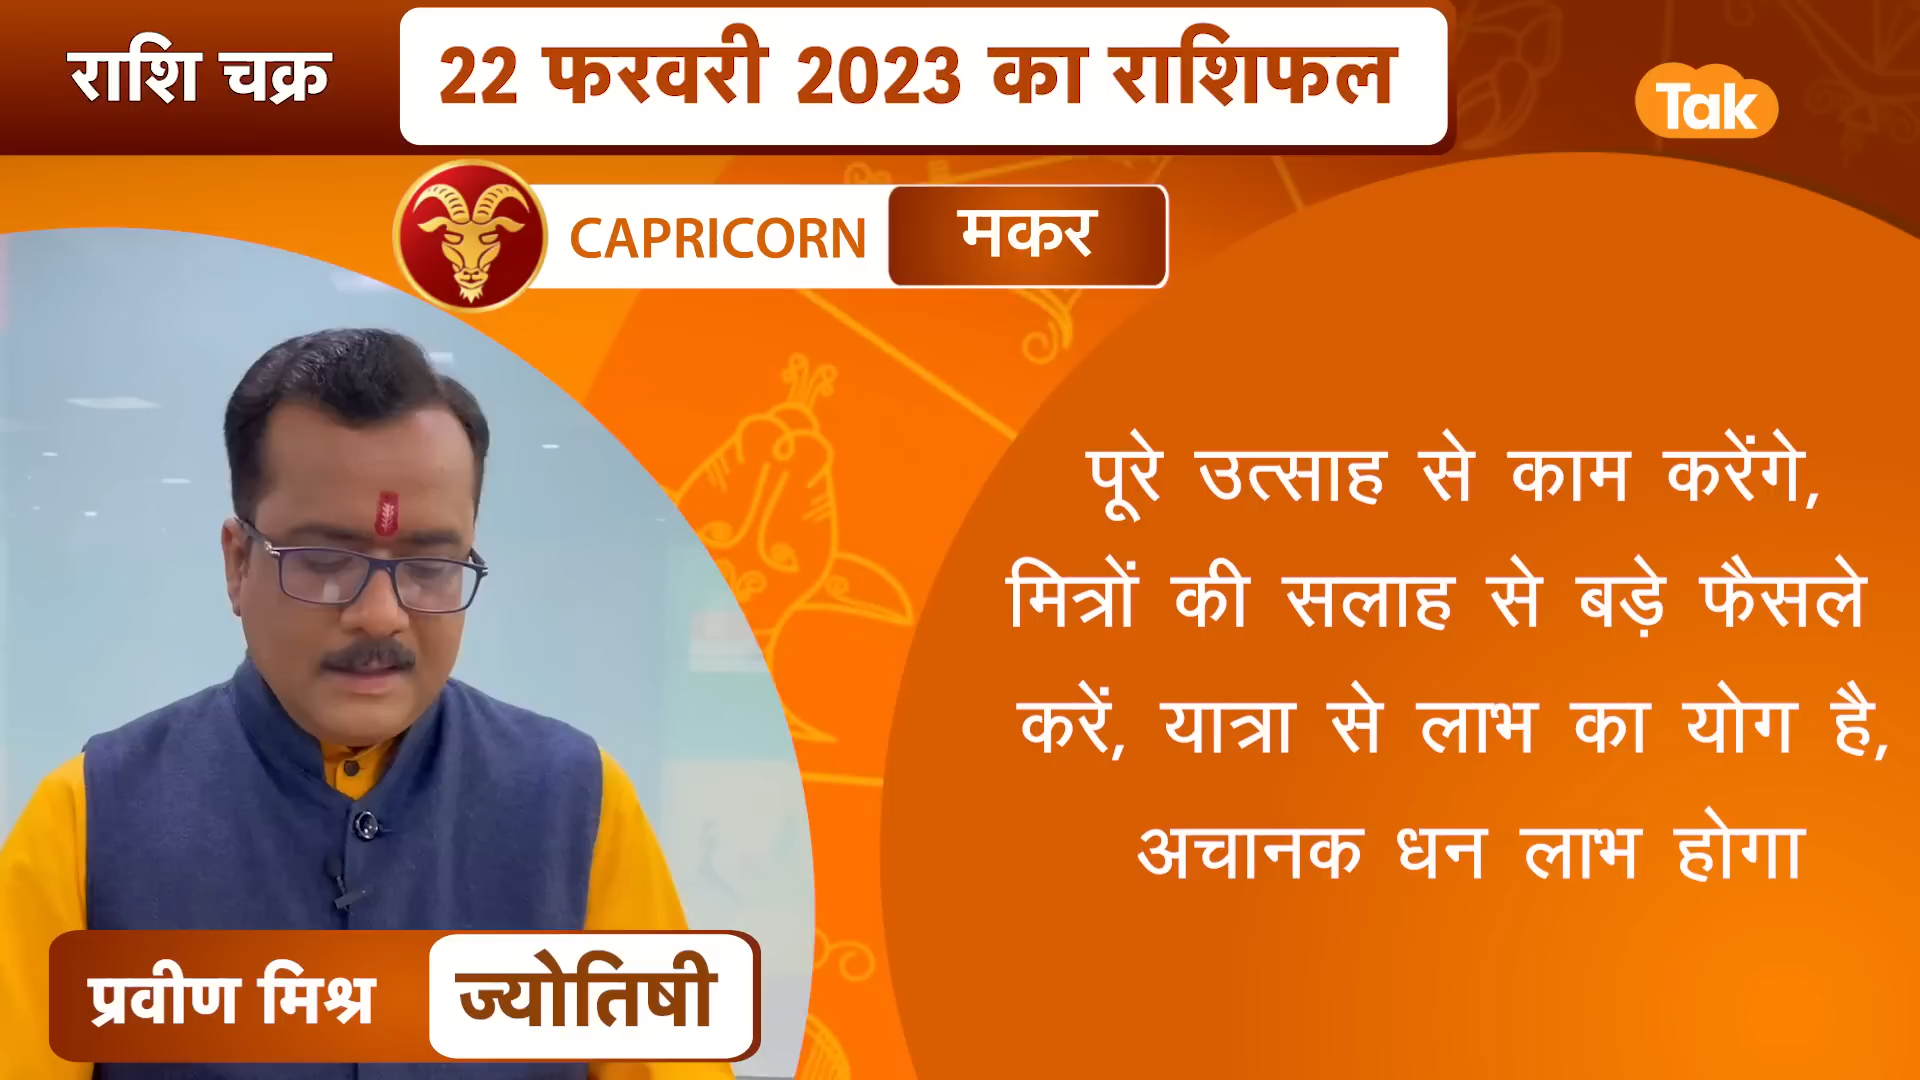 राशि चक्र
22 फरवरी 2023 का राशिफल
Tak
CAPRICORN
मकर
पूरे उत्साह से काम करेंगे,
मित्रों की सलाह से बड़े फैसले
करें, यात्रा से लाभ का योग है,
अचानक धन लाभ होगा
प्रवीण मिश्र
ज्योतिषी